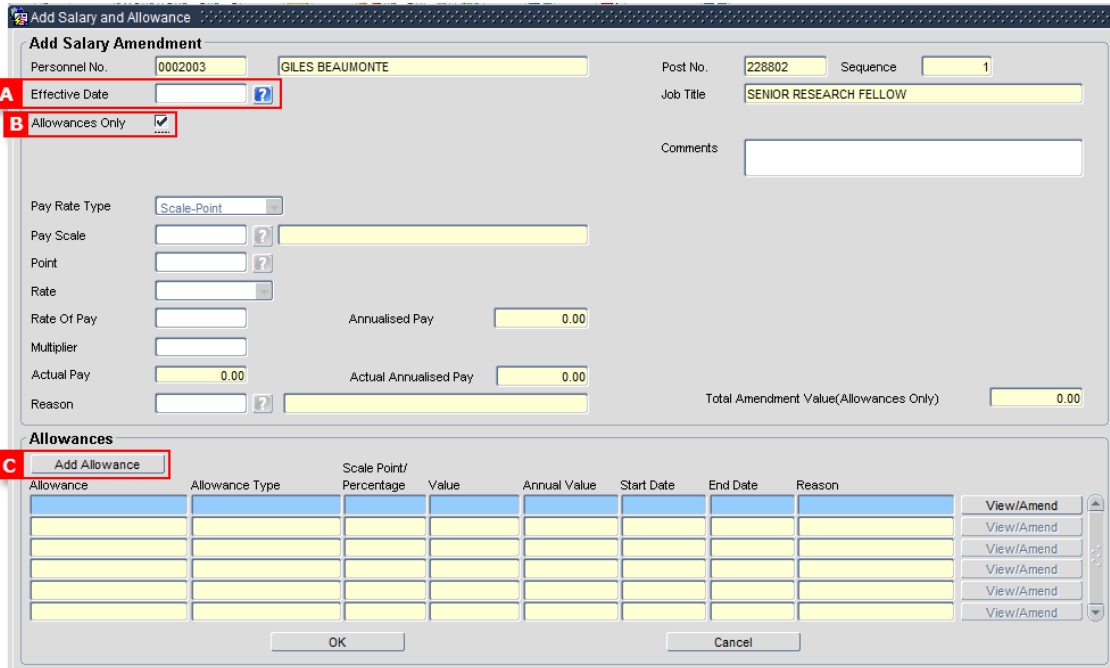 Add Salary and Allowance
Add Salary Amendment
Personnel No. 0002003 GILES BEAUMONTE Post No. 228802 Sequence 1
A Effective Date ? Job Title SENIOR RESEARCH FELLOW
B Allowances Only
Comments
Pay Rate Type Scale-Point
Pay Scale ?
Point ?
Rate
Rate Of Pay Annualised Pay 0.00
Multiplier
Actual Pay 0.00 Actual Annualised Pay 0.00
Reason ? Total Amendment Value(Allowances Only) 0.00
Allowances
C Add Allowance
Scale Point/
Allowance Allowance Type Percentage Value Annual Value Start Date End Date Reason
View/Amend
View/Amend
View/Amend
View/Amend
View/Amend
View/Amend
OK Cancel